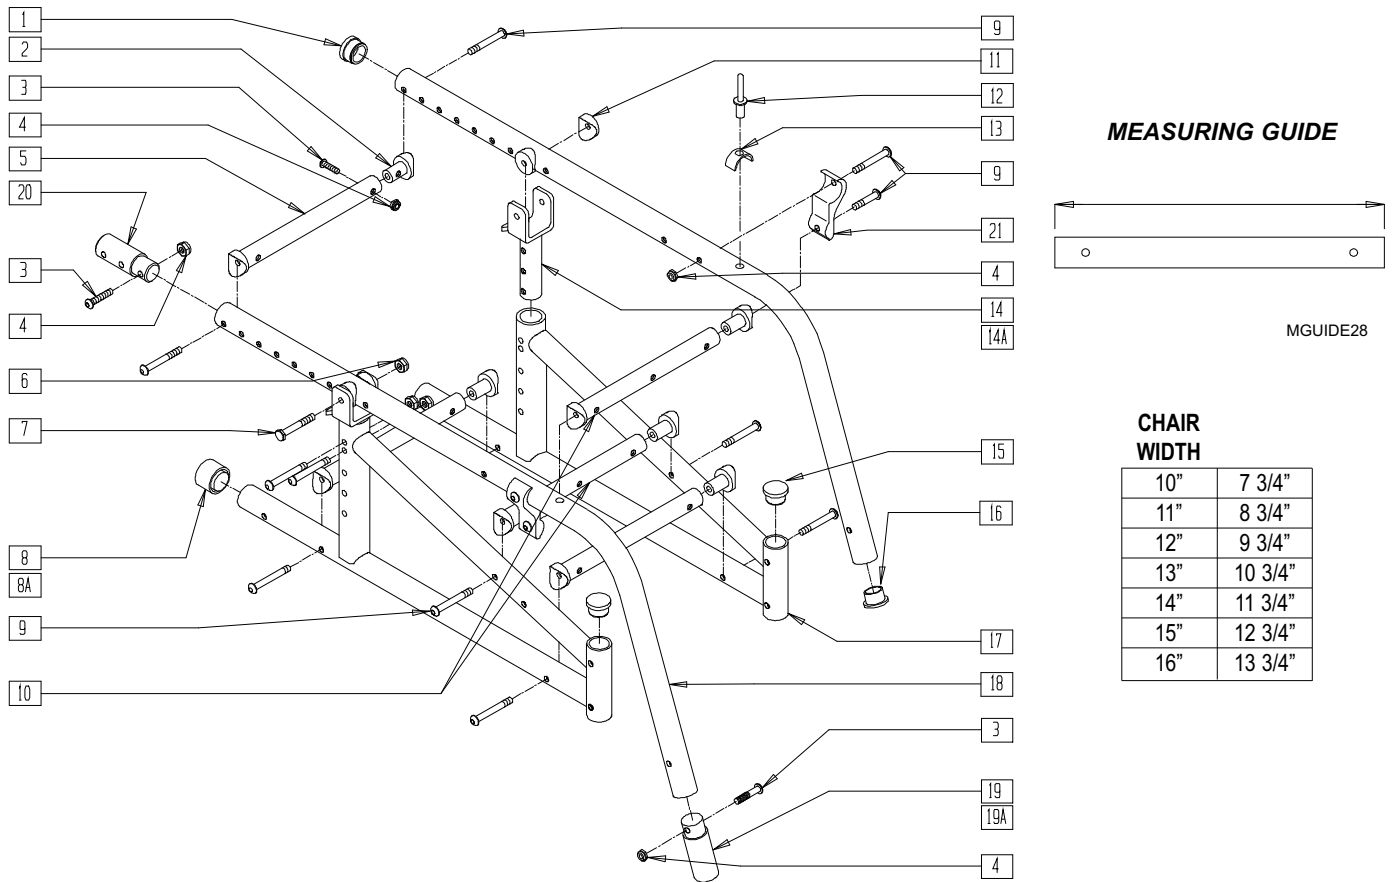 1
2
3
4
5
20
3
4
6
7
8
8A
9
10
9
11
12
13
9
21
4
14
14A
15
16
17
18
3
19
19A
4
MEASURING GUIDE
MGUIDE28
CHAIR
WIDTH
10” 7 3/4”
11” 8 3/4”
12” 9 3/4”
13” 10 3/4”
14” 11 3/4”
15” 12 3/4”
16” 13 3/4”